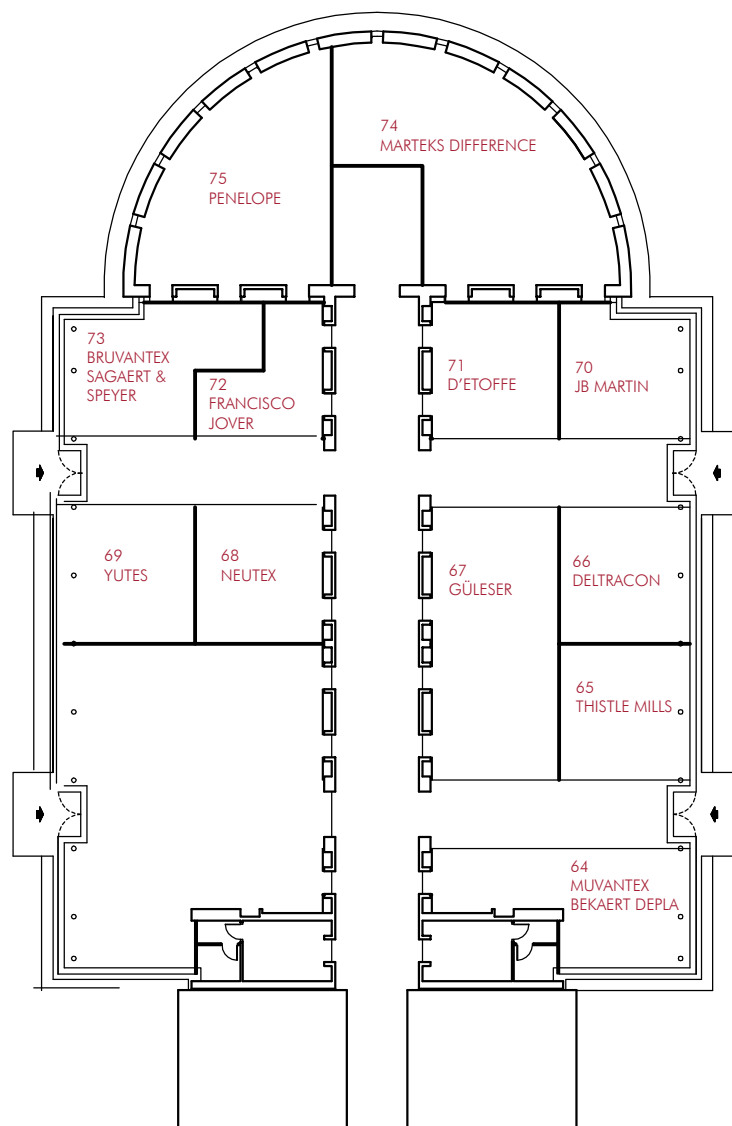 74
MARTEKS DIFFERENCE
75
PENELOPE
73
BRUVANTEX
SAGAERT &
SPEYER
72
FRANCISCO
JOVER
71
D'ETOFFE
70
JB MARTIN
69
YUTES
68
NEUTEX
67
GÜLESER
66
DELTRACON
65
THISTLE MILLS
64
MUVANTEX
BEKAERT DEPLA